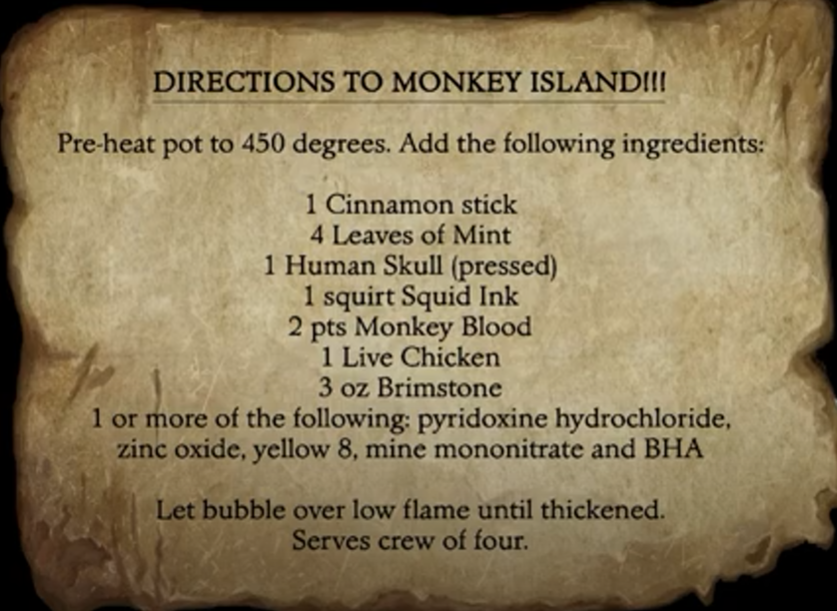 DIRECTIONS TO MONKEY ISLAND!!!
Pre-heat pot to 450 degrees. Add the following ingredients:
1 Cinnamon stick
4 Leaves of Mint
1 Human Skull (pressed)
1 squirt Squid Ink
2 pts Monkey Blood
1 Live Chicken
3 oz Brimstone
1 or more of the following: pyridoxine hydrochloride,
zinc oxide, yellow 8, mine mononitrate and BHA
Let bubble over low flame until thickened.
Serves crew of four.